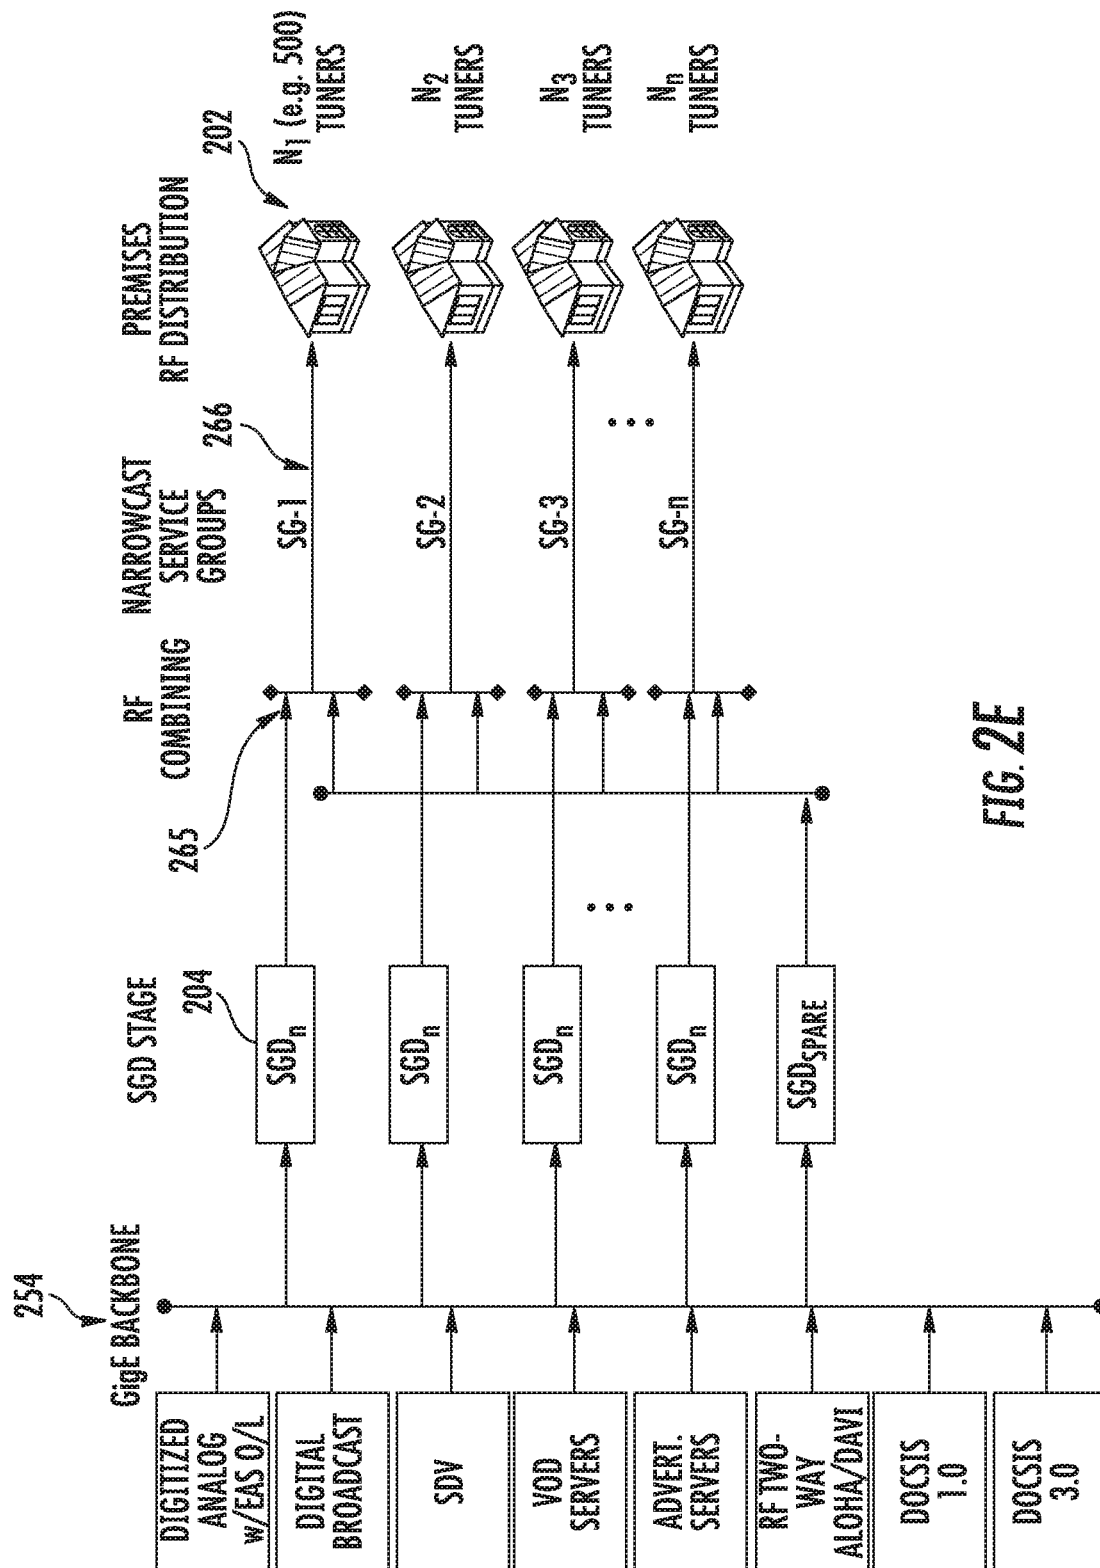 254
GigE BACKBONE
SGD STAGE
RF
COMBINING
NARROWCAST
SERVICE
GROUPS
PREMISES
RF DISTRIBUTION
DIGITIZED
ANALOG
w/EAS O/L
DIGITAL
BROADCAST
SDV
VOD
SERVERS
ADVERT.
SERVERS
RF TWO-
WAY
ALOHA/DAVI
DOCSIS
1.0
DOCSIS
3.0
204
SGDn
SGDn
SGDn
SGDn
SGDSPARE
...
265
266
SG-1
SG-2
SG-3
...
SG-n
202
N1 (e.g. 500)
TUNERS
N2
TUNERS
N3
TUNERS
Nn
TUNERS
FIG. 2E